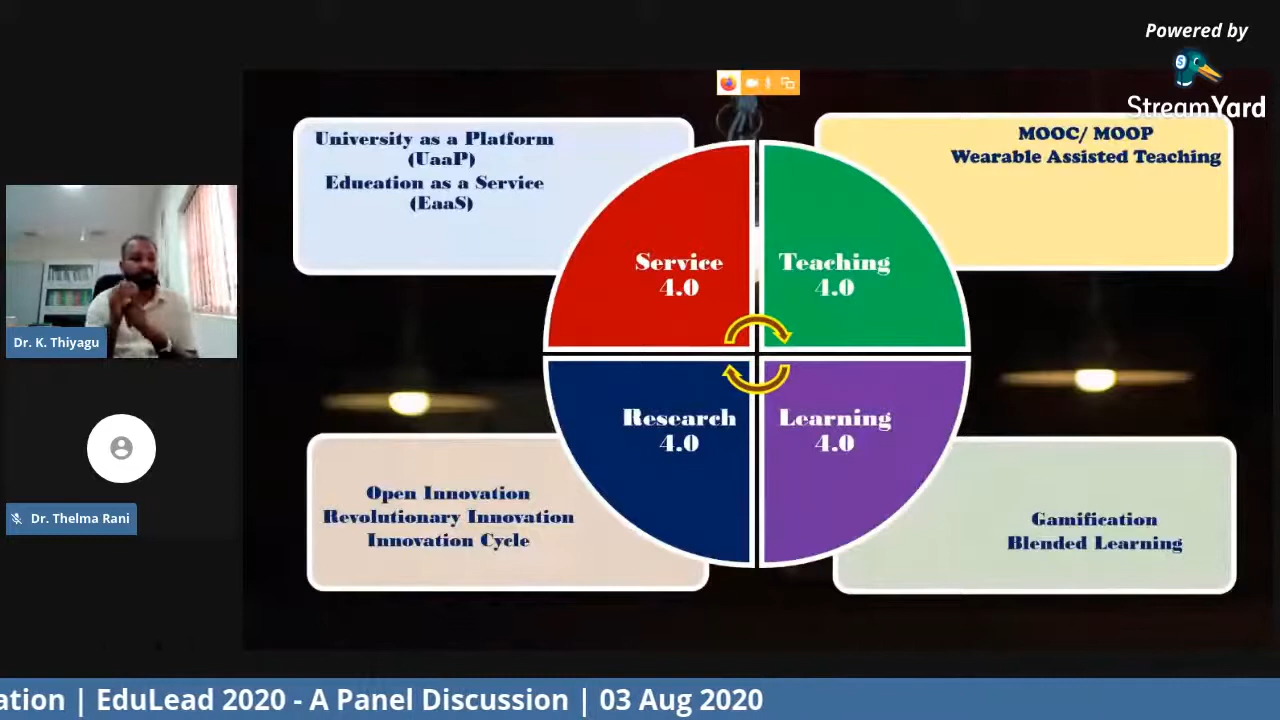 Powered by
StreamYard
University as a Platform
(UaaP)
Education as a Service
(EaaS)
MOOC/ MOOP
Wearable Assisted Teaching
Service
4.0
Teaching
4.0
Dr. K. Thiyagu
Research
4.0
Learning
4.0
Open Innovation
Revolutionary Innovation
Innovation Cycle
Gamification
Blended Learning
Dr. Thelma Rani
ation | EduLead 2020 - A Panel Discussion | 03 Aug 2020